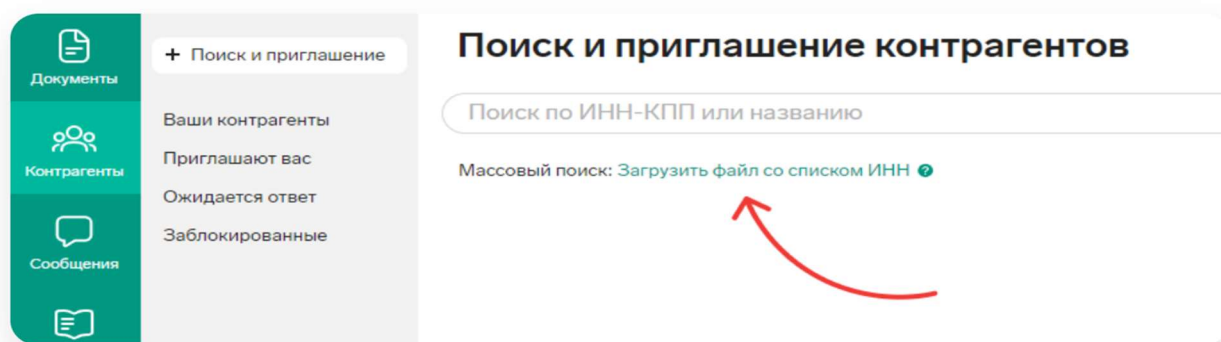 Документы
Контрагенты
Сообщения
+ Поиск и приглашение
Ваши контрагенты
Приглашают вас
Ожидается ответ
Заблокированные
Поиск и приглашение контрагентов
Поиск по ИНН-КПП или названию
Массовый поиск: Загрузить файл со списком ИНН ?